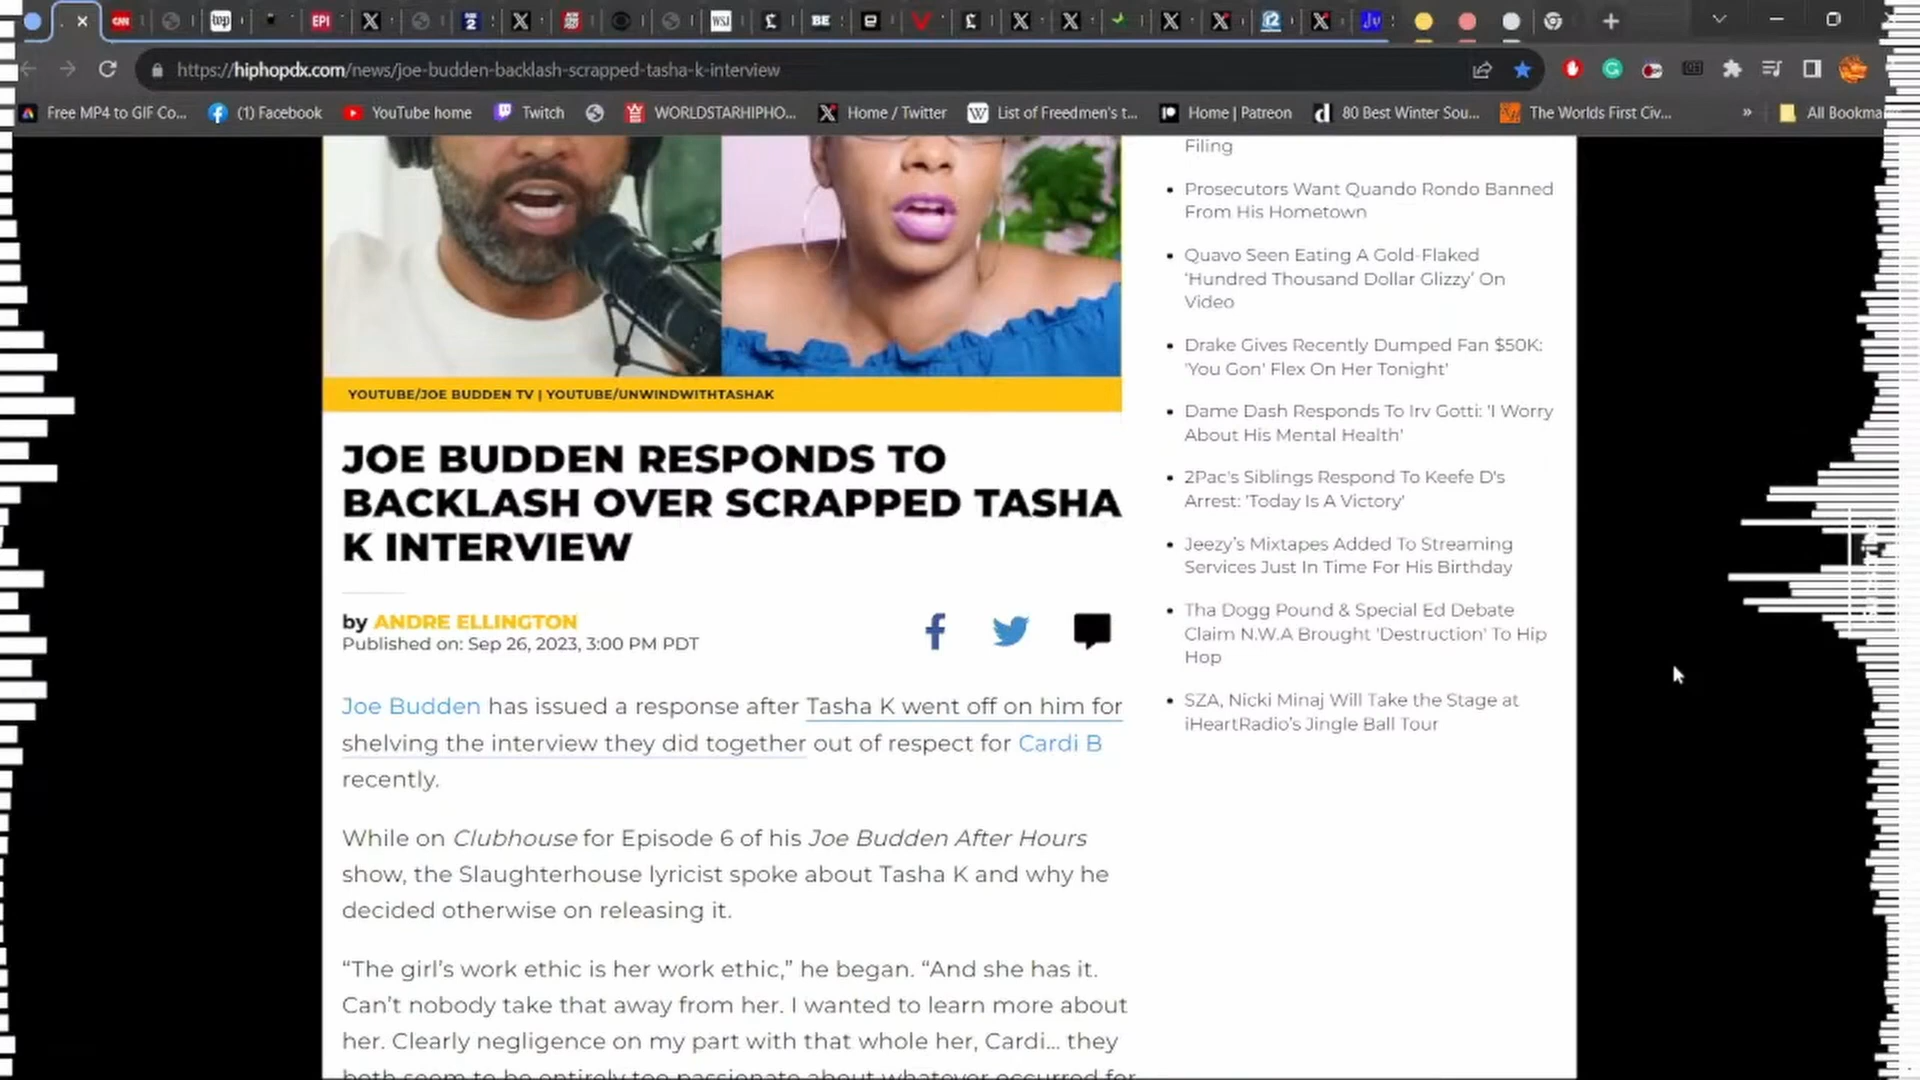 CNN
top
EPI
2
WSJ
BE
https://hiphopdx.com/news/joe-budden-backlash-scrapped-tasha-k-interview
Free MP4 to GIF Co...
(1) Facebook
YouTube home
Twitch
WORLDSTARHIPHO...
Home / Twitter
List of Freedmen's t...
Home | Patreon
80 Best Winter Sou...
The Worlds First Civ...
»
All Bookma
YOUTUBE/JOE BUDDEN TV | YOUTUBE/UNWINDWITHTASHAK
JOE BUDDEN RESPONDS TO
BACKLASH OVER SCRAPPED TASHA
K INTERVIEW
by ANDRE ELLINGTON
Published on: Sep 26, 2023, 3:00 PM PDT
Joe Budden has issued a response after Tasha K went off on him for
shelving the interview they did together out of respect for Cardi B
recently.
While on Clubhouse for Episode 6 of his Joe Budden After Hours
show, the Slaughterhouse lyricist spoke about Tasha K and why he
decided otherwise on releasing it.
“The girl’s work ethic is her work ethic,” he began. “And she has it.
Can’t nobody take that away from her. I wanted to learn more about
her. Clearly negligence on my part with that whole her, Cardi… they
both seem to be entirely too passionate about whatever occurred for
Filing
Prosecutors Want Quando Rondo Banned
From His Hometown
Quavo Seen Eating A Gold-Flaked
‘Hundred Thousand Dollar Glizzy’ On
Video
Drake Gives Recently Dumped Fan $50K:
'You Gon' Flex On Her Tonight'
Dame Dash Responds To Irv Gotti: 'I Worry
About His Mental Health'
2Pac's Siblings Respond To Keefe D's
Arrest: 'Today Is A Victory'
Jeezy’s Mixtapes Added To Streaming
Services Just In Time For His Birthday
Tha Dogg Pound & Special Ed Debate
Claim N.W.A Brought 'Destruction' To Hip
Hop
SZA, Nicki Minaj Will Take the Stage at
iHeartRadio’s Jingle Ball Tour